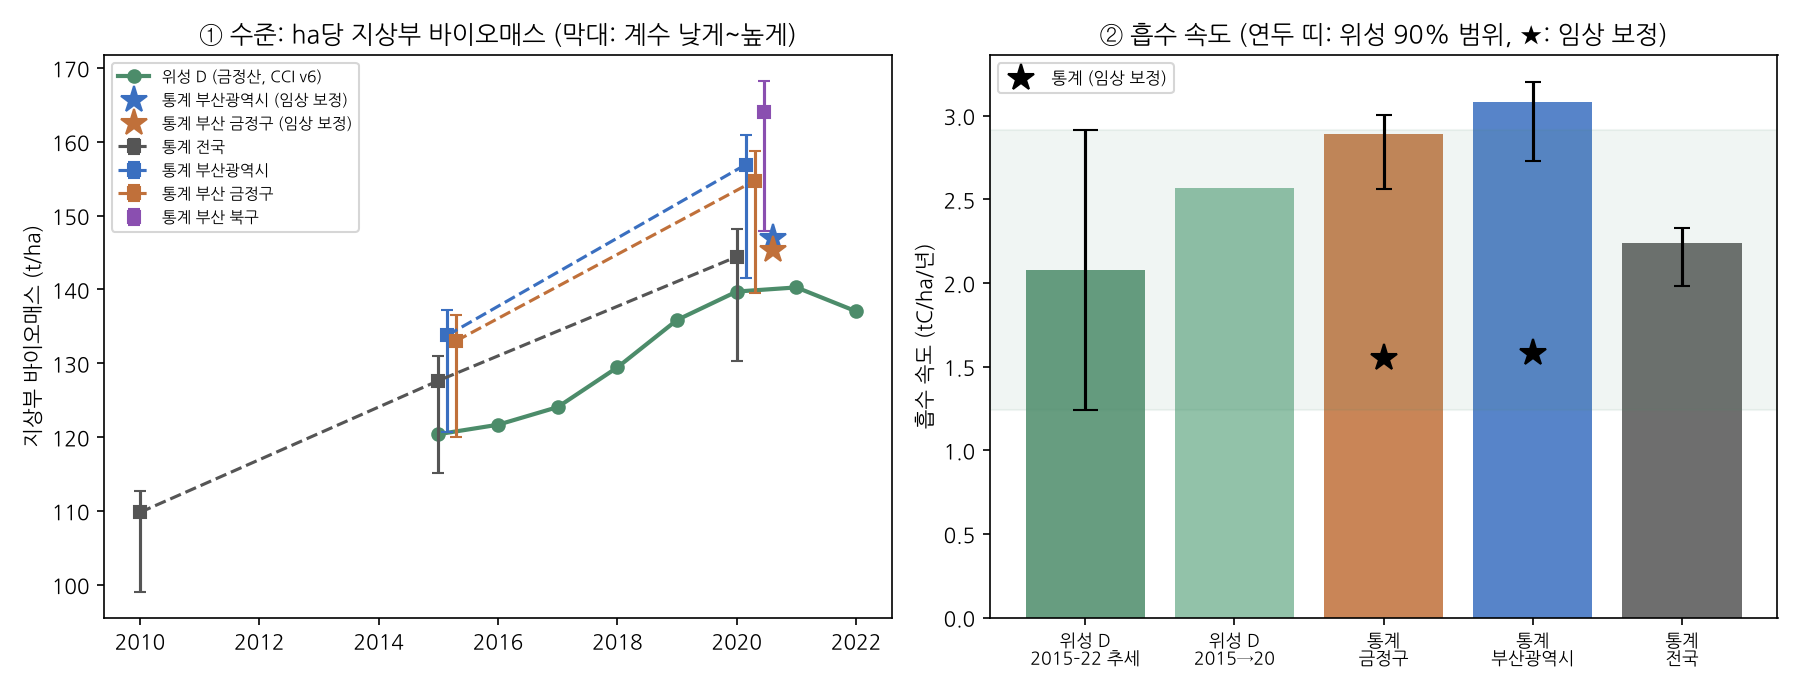 ① 수준: ha당 지상부 바이오매스 (막대: 계수 낮게~높게)
지상부 바이오매스 (t/ha)
170
160
150
140
130
120
110
100
위성 D (금정산, CCI v6)
통계 부산광역시 (임상 보정)
통계 부산 금정구 (임상 보정)
통계 전국
통계 부산광역시
통계 부산 금정구
통계 부산 북구
2010 2012 2014 2016 2018 2020 2022
② 흡수 속도 (연두 띠: 위성 90% 범위, ★: 임상 보정)
흡수 속도 (tC/ha/년)
3.0
2.5
2.0
1.5
1.0
0.5
0.0
통계 (임상 보정)
위성 D
2015-22 추세
위성 D
2015→20
통계
금정구
통계
부산광역시
통계
전국